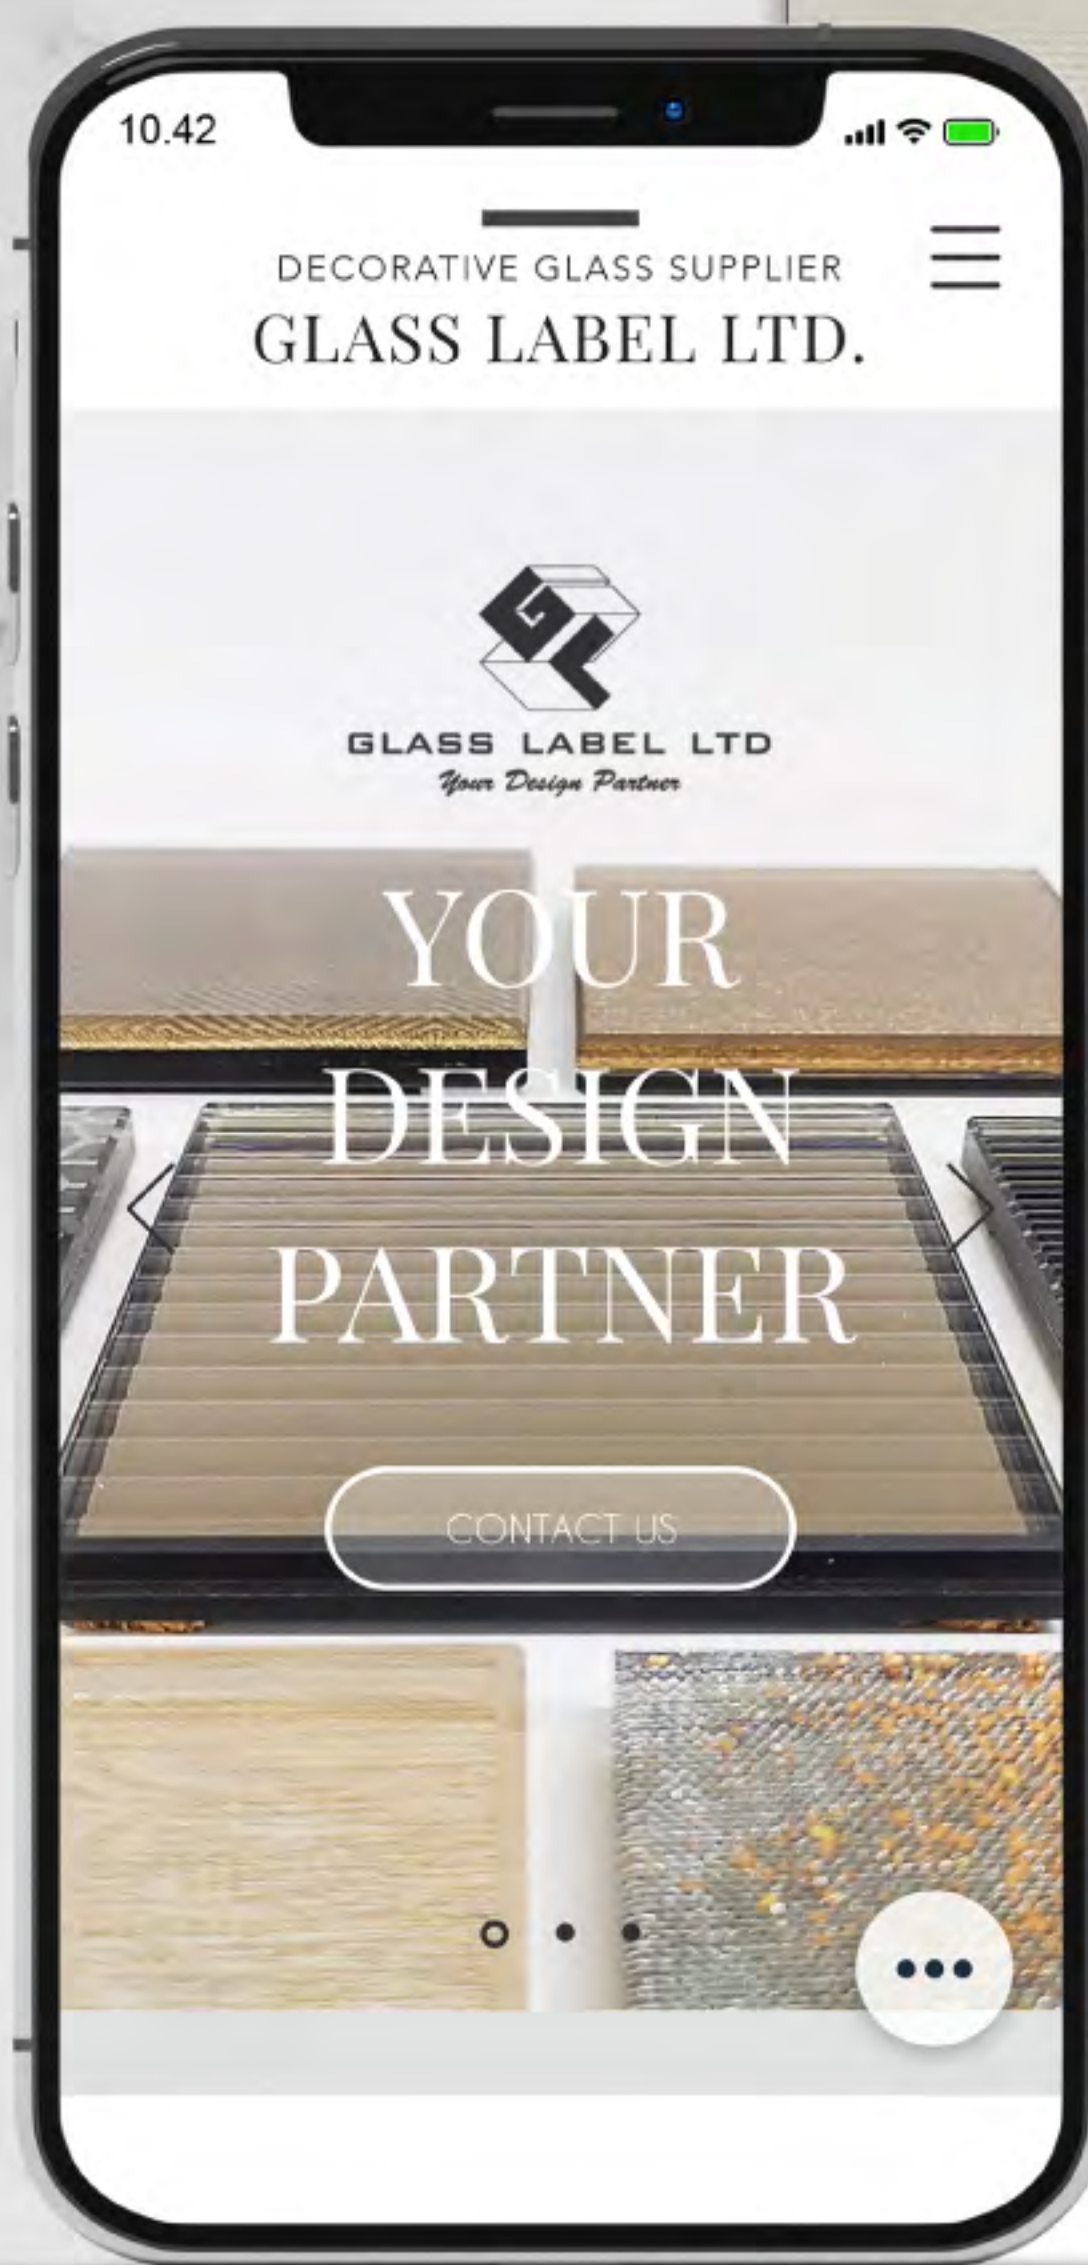 10.42
DECORATIVE GLASS SUPPLIER
GLASS LABEL LTD.
GL
GLASS LABEL LTD
Your Design Partner
YOUR
DESIGN
PARTNER
CONTACT US